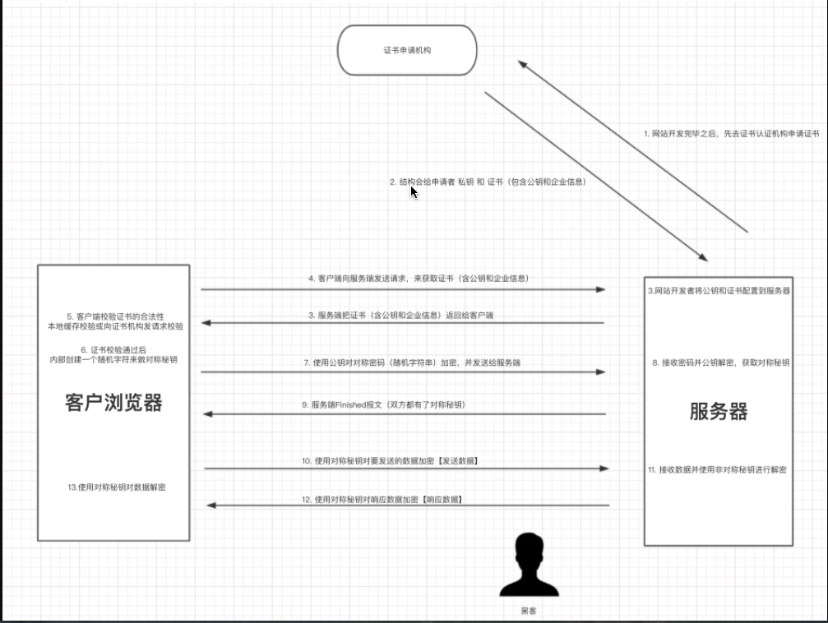 证书申请机构
1. 网站开发完毕之后，先去证书认证机构申请证书
2. 结构会给申请者 私钥 和 证书（包含公钥和企业信息）
4. 客户端向服务端发送请求，来获取证书（含公钥和企业信息）
3.网站开发者将公钥和证书配置到服务器
5. 客户端校验证书的合法性
本地缓存校验或向证书机构发请求校验
3. 服务端把证书（含公钥和企业信息）返回给客户端
6. 证书校验通过后
内部创建一个随机字符来做对称秘钥
7. 使用公钥对对称密码（随机字符串）加密，并发送给服务端
8. 接收密码并公钥解密，获取对称秘钥
客户浏览器
9. 服务端Finished报文（双方都有了对称秘钥）
服务器
10. 使用对称秘钥对要发送的数据加密【发送数据】
11. 接收数据并使用非对称秘钥进行解密
13.使用对称秘钥对数据解密
12. 使用对称秘钥对响应数据加密【响应数据】
黑客